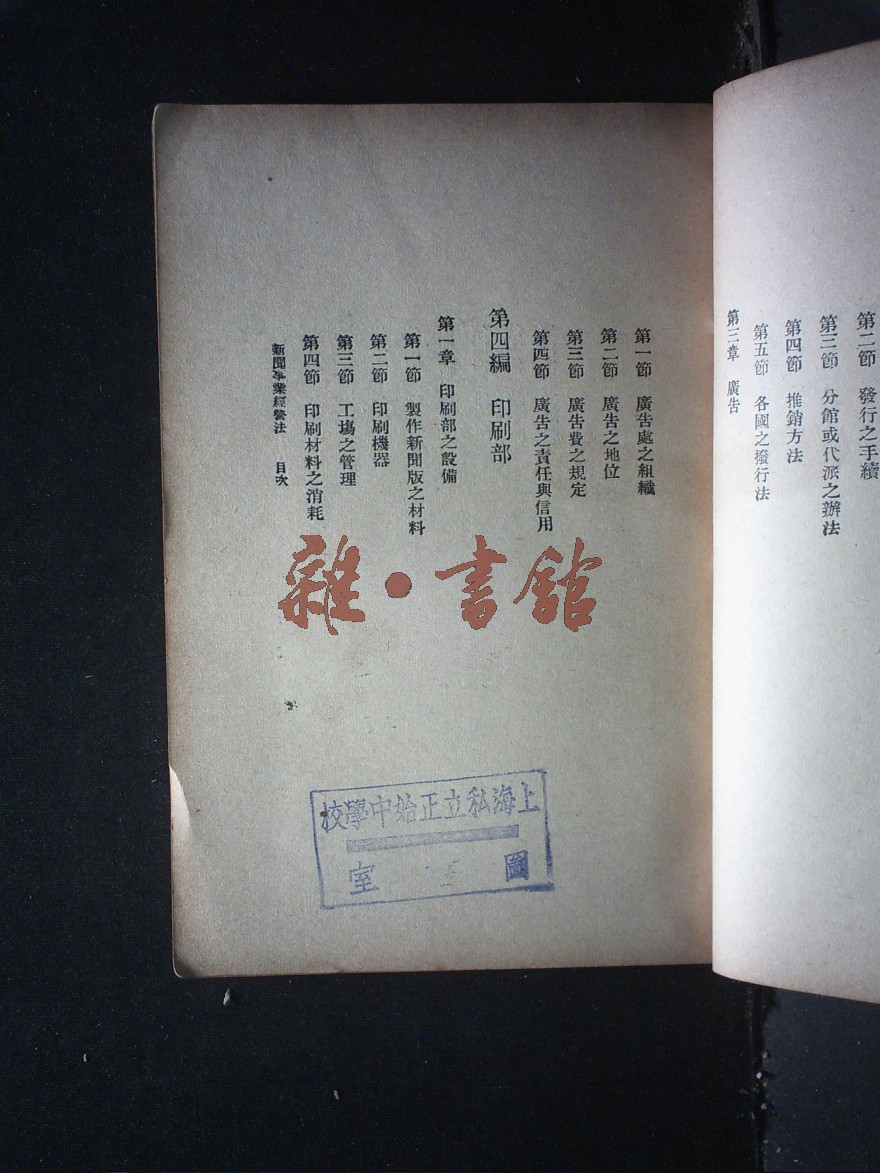 第二節 發行之手續
第三節 分館或代派之辦法
第四節 推銷方法
第五節 各國之發行法
第三章 廣告
第一節 廣告處之組織
第二節 廣告之地位
第三節 廣告費之規定
第四節 廣告之責任與信用
第四編 印刷部
第一章 印刷部之設備
第一節 製作新聞版之材料
第二節 印刷機器
第三節 工場之管理
第四節 印刷材料之消耗
新聞事業經營法 目次
雜·書館
上海私立正始中學校
圖 室